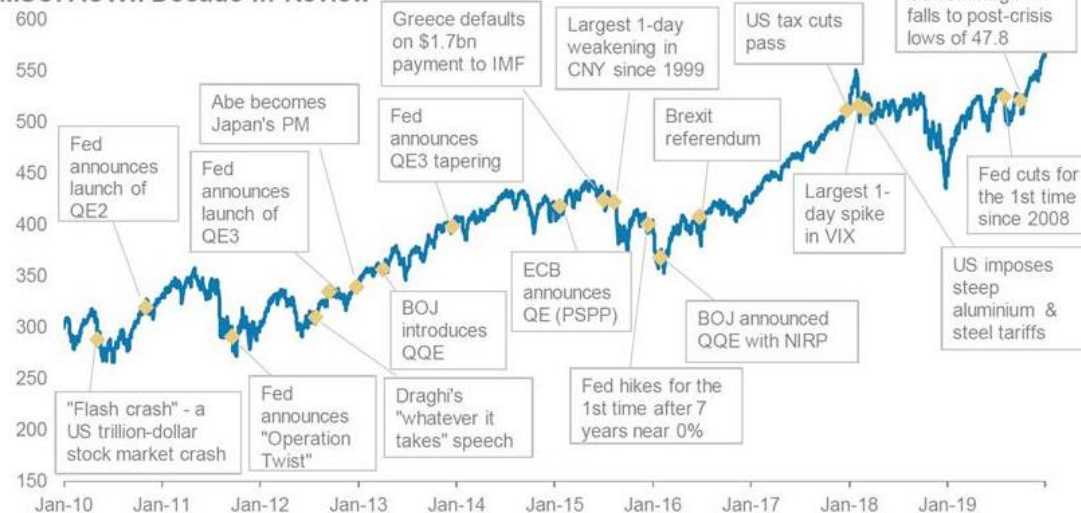 MSCI ACWI: Decade in Review
600
550
500
450
400
350
300
250
200
150
Fed
announces
launch of
QE2
Abe becomes
Japan's PM
Fed
announces
launch of
QE3
Fed
announces
QE3 tapering
Greece defaults
on $1.7bn
payment to IMF
Largest 1-day
weakening in
CNY since 1999
Brexit
referendum
US tax cuts
pass
falls to post-crisis
lows of 47.8
Largest 1-
day spike
in VIX
Fed cuts for
the 1st time
since 2008
US imposes
steep
aluminium &
steel tariffs
ECB
announces
QE (PSPP)
BOJ
introduces
QQE
BOJ announced
QQE with NIRP
Fed hikes for the
1st time after 7
years near 0%
Draghi's
"whatever it
takes" speech
Fed
announces
"Operation
Twist"
"Flash crash" - a
US trillion-dollar
stock market crash
Jan-10
Jan-11
Jan-12
Jan-13
Jan-14
Jan-15
Jan-16
Jan-17
Jan-18
Jan-19